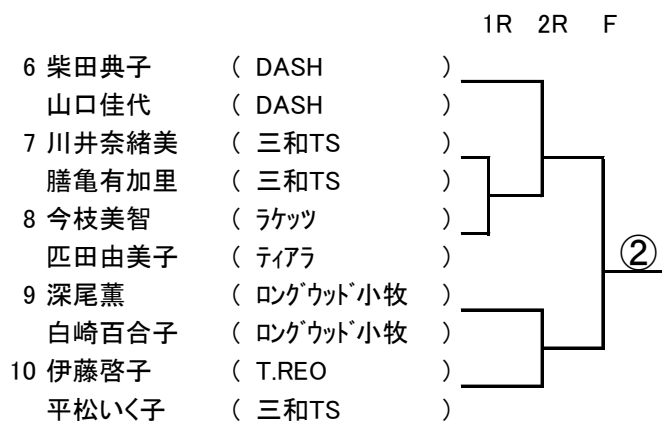 1R 2R F
6 柴田典子 ( DASH )
山口佳代 ( DASH )
7 川井奈緒美 ( 三和TS )
膳亀有加里 ( 三和TS )
8 今枝美智 ( ラケッツ )
匹田由美子 ( ティアラ )
②
9 深尾薫 ( ロングウッド小牧 )
白崎百合子 ( ロングウッド小牧 )
10 伊藤啓子 ( T.REO )
平松いく子 ( 三和TS )